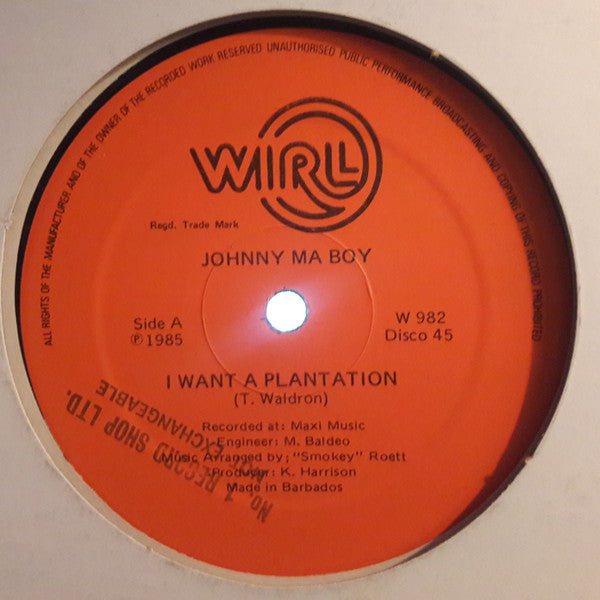 ALL RIGHTS OF THE MANUFACTURER AND OF THE OWNER OF THE RECORDED WORK RESERVED UNAUTHORISED PUBLIC PERFORMANCE BROADCASTING AND COPYING OF THIS RECORD PROHIBITED
WIRL
Regd. Trade Mark
JOHNNY MA BOY
Side A
℗1985
W 982
Disco 45
I WANT A PLANTATION
(T. Waldron)
Recorded at: Maxi Music
Engineer: M. Baldeo
Music Arranged by; "Smokey" Roett
Producer: K. Harrison
Made in Barbados
No. 1 RECORD SHOP LTD.
NOT EXCHANGEABLE